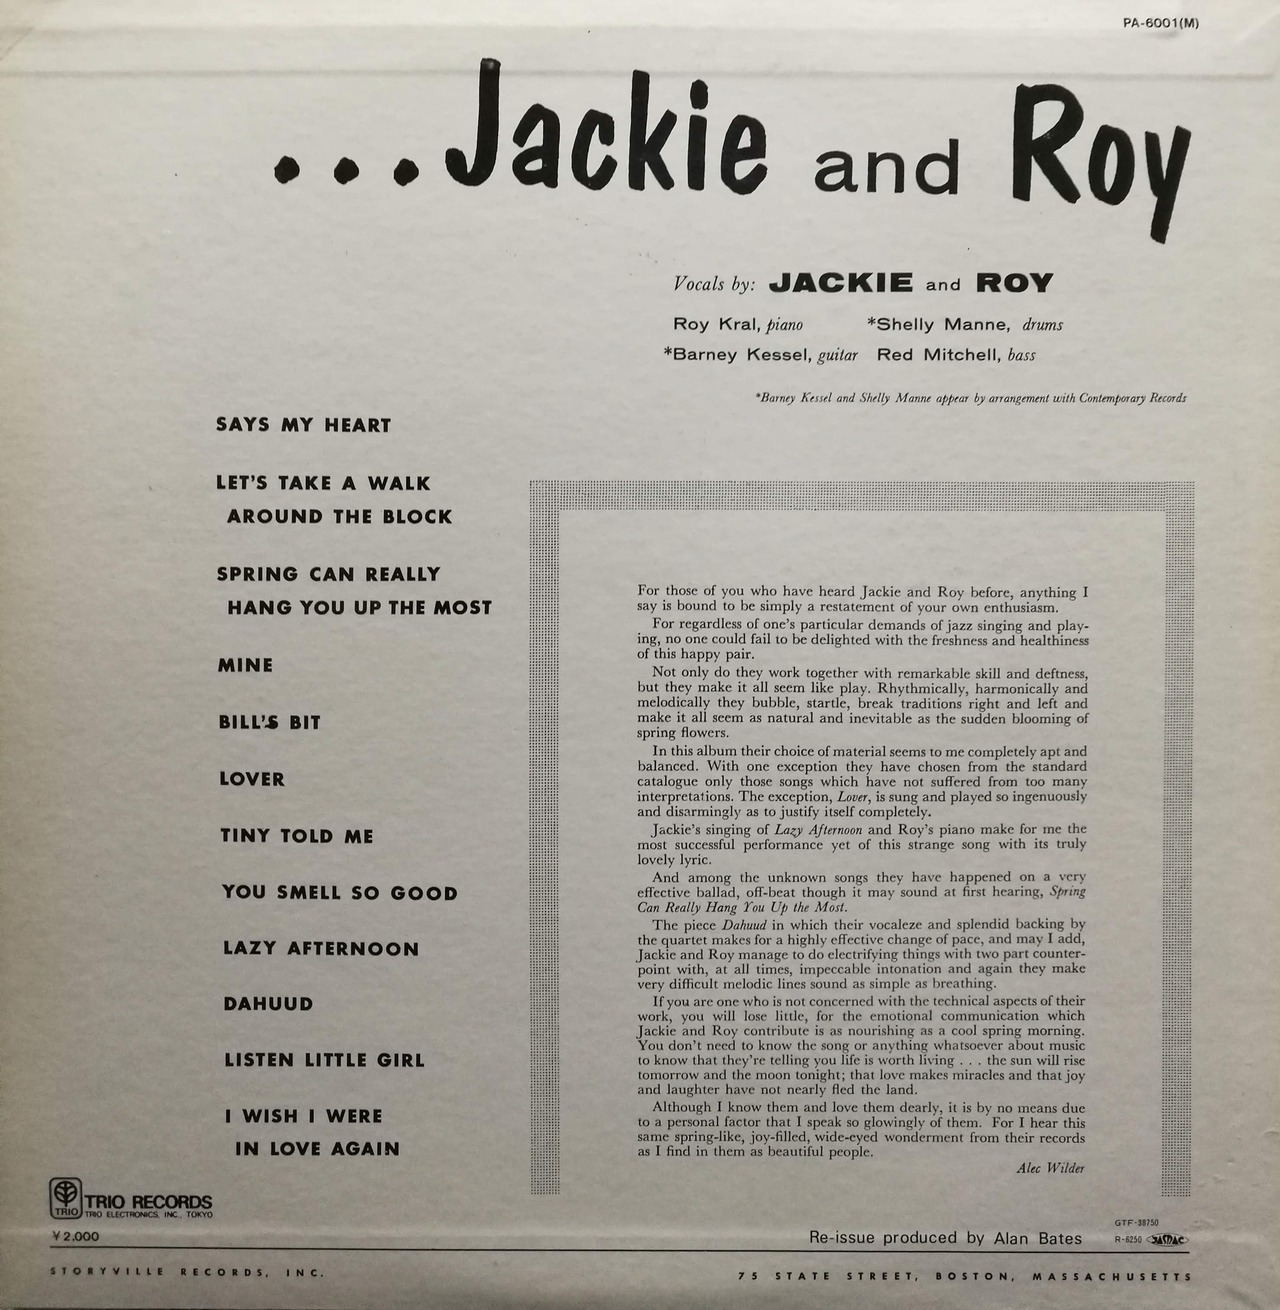 PA-6001(M)
...Jackie and Roy
Vocals by: JACKIE and ROY
Roy Kral, piano *Shelly Manne, drums
*Barney Kessel, guitar Red Mitchell, bass
*Barney Kessel and Shelly Manne appear by arrangement with Contemporary Records
SAYS MY HEART
LET'S TAKE A WALK
AROUND THE BLOCK
SPRING CAN REALLY
HANG YOU UP THE MOST
MINE
BILL'S BIT
LOVER
TINY TOLD ME
YOU SMELL SO GOOD
LAZY AFTERNOON
DAHUUD
LISTEN LITTLE GIRL
I WISH I WERE
IN LOVE AGAIN
For those of you who have heard Jackie and Roy before, anything I
say is bound to be simply a restatement of your own enthusiasm.
For regardless of one's particular demands of jazz singing and play-
ing, no one could fail to be delighted with the freshness and healthiness
of this happy pair.
Not only do they work together with remarkable skill and deftness,
but they make it all seem like play. Rhythmically, harmonically and
melodically they bubble, startle, break traditions right and left and
make it all seem as natural and inevitable as the sudden blooming of
spring flowers.
In this album their choice of material seems to me completely apt and
balanced. With one exception they have chosen from the standard
catalogue only those songs which have not suffered from too many
interpretations. The exception, Lover, is sung and played so ingenuously
and disarmingly as to justify itself completely.
Jackie's singing of Lazy Afternoon and Roy's piano make for me the
most successful performance yet of this strange song with its truly
lovely lyric.
And among the unknown songs they have happened on a very
effective ballad, off-beat though it may sound at first hearing, Spring
Can Really Hang You Up the Most.
The piece Dahuud in which their vocaleze and splendid backing by
the quartet makes for a highly effective change of pace, and may I add,
Jackie and Roy manage to do electrifying things with two part counter-
point with, at all times, impeccable intonation and again they make
very difficult melodic lines sound as simple as breathing.
If you are one who is not concerned with the technical aspects of their
work, you will lose little, for the emotional communication which
Jackie and Roy contribute is as nourishing as a cool spring morning.
You don't need to know the song or anything whatsoever about music
to know that they're telling you life is worth living . . . the sun will rise
tomorrow and the moon tonight; that love makes miracles and that joy
and laughter have not nearly fled the land.
Although I know them and love them dearly, it is by no means due
to a personal factor that I speak so glowingly of them. For I hear this
same spring-like, joy-filled, wide-eyed wonderment from their records
as I find in them as beautiful people.
Alec Wilder
TRIO TRIO RECORDS
TRIO ELECTRONICS, INC., TOKYO
¥2,000
GTF-38750
Re-issue produced by Alan Bates R-6250 JASRAC
STORYVILLE RECORDS, INC. 75 STATE STREET, BOSTON, MASSACHUSETTS